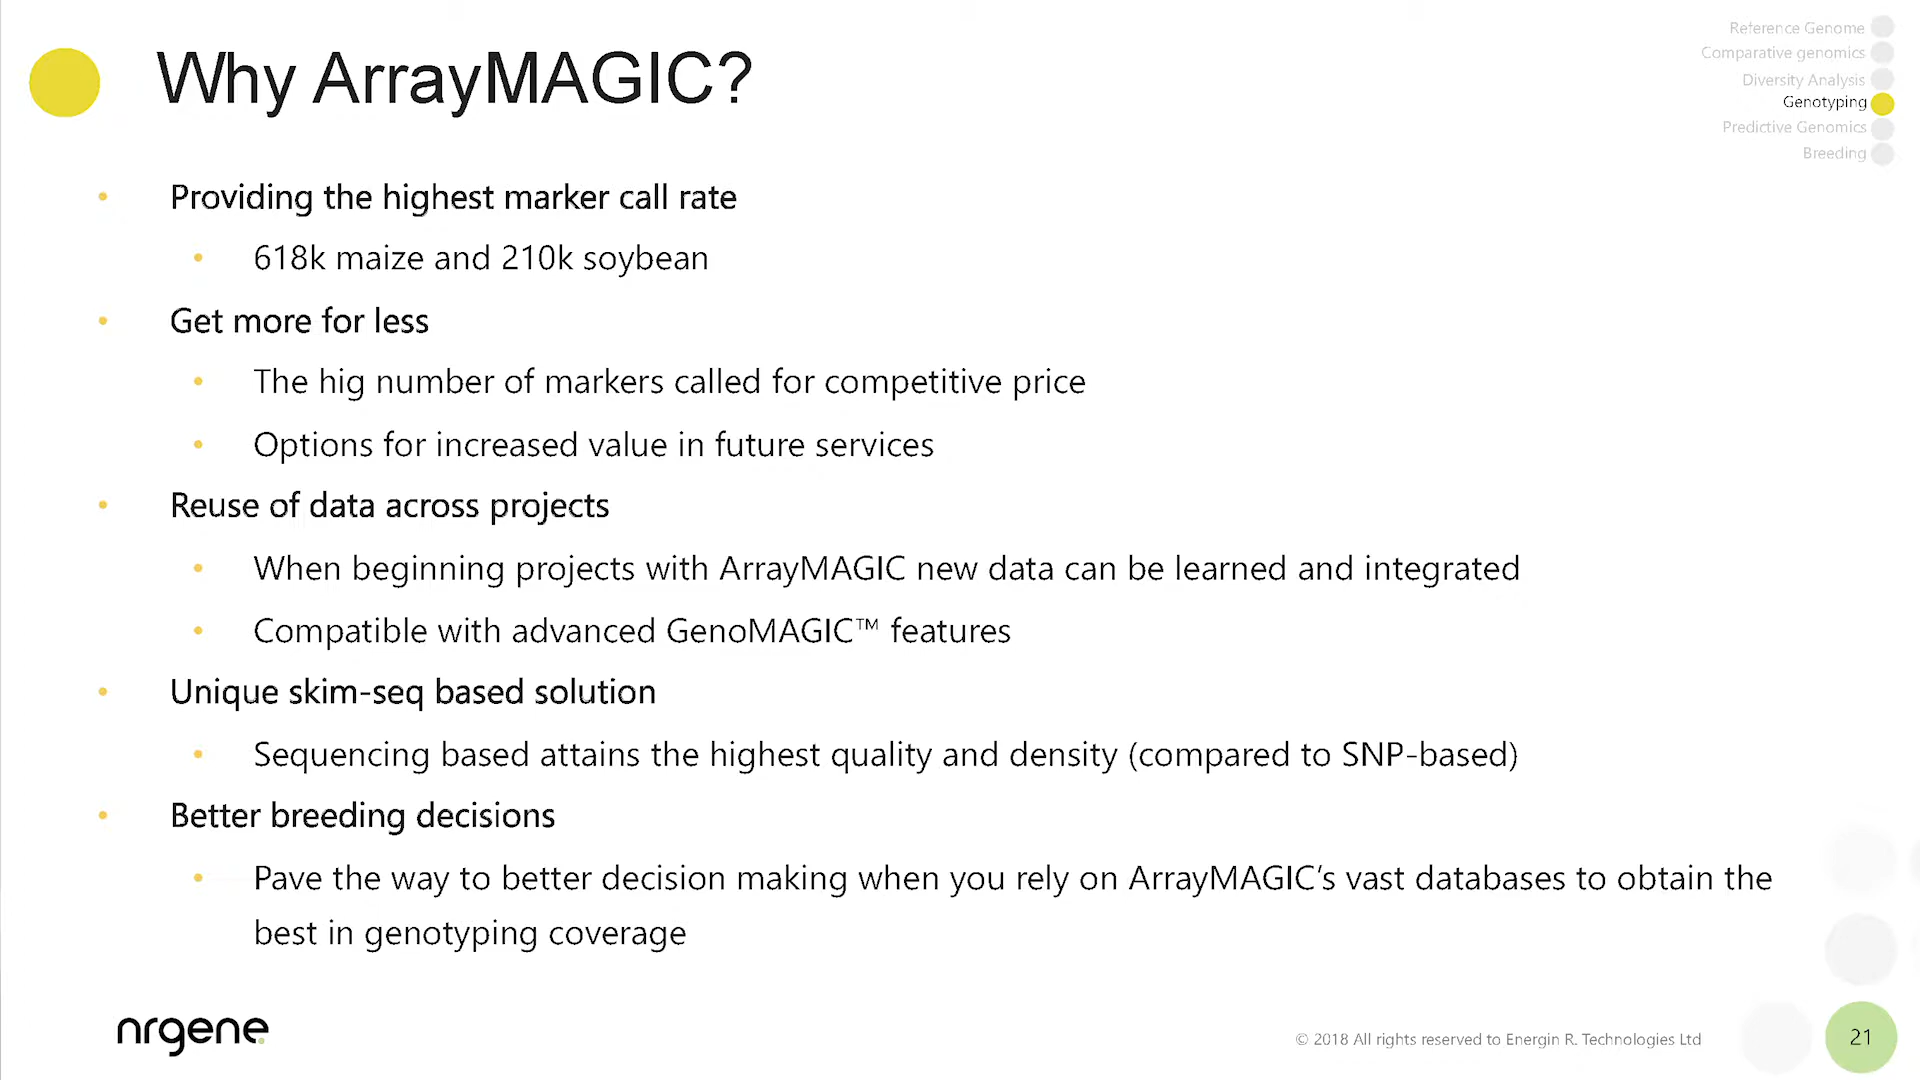 Why ArrayMAGIC?
Reference Genome
Comparative genomics
Diversity Analysis
Genotyping
Predictive Genomics
Breeding
• Providing the highest marker call rate
• 618k maize and 210k soybean
• Get more for less
• The hig number of markers called for competitive price
• Options for increased value in future services
• Reuse of data across projects
• When beginning projects with ArrayMAGIC new data can be learned and integrated
• Compatible with advanced GenoMAGIC™ features
• Unique skim-seq based solution
• Sequencing based attains the highest quality and density (compared to SNP-based)
• Better breeding decisions
• Pave the way to better decision making when you rely on ArrayMAGIC’s vast databases to obtain the
best in genotyping coverage
nrgene
© 2018 All rights reserved to Energin R. Technologies Ltd
21